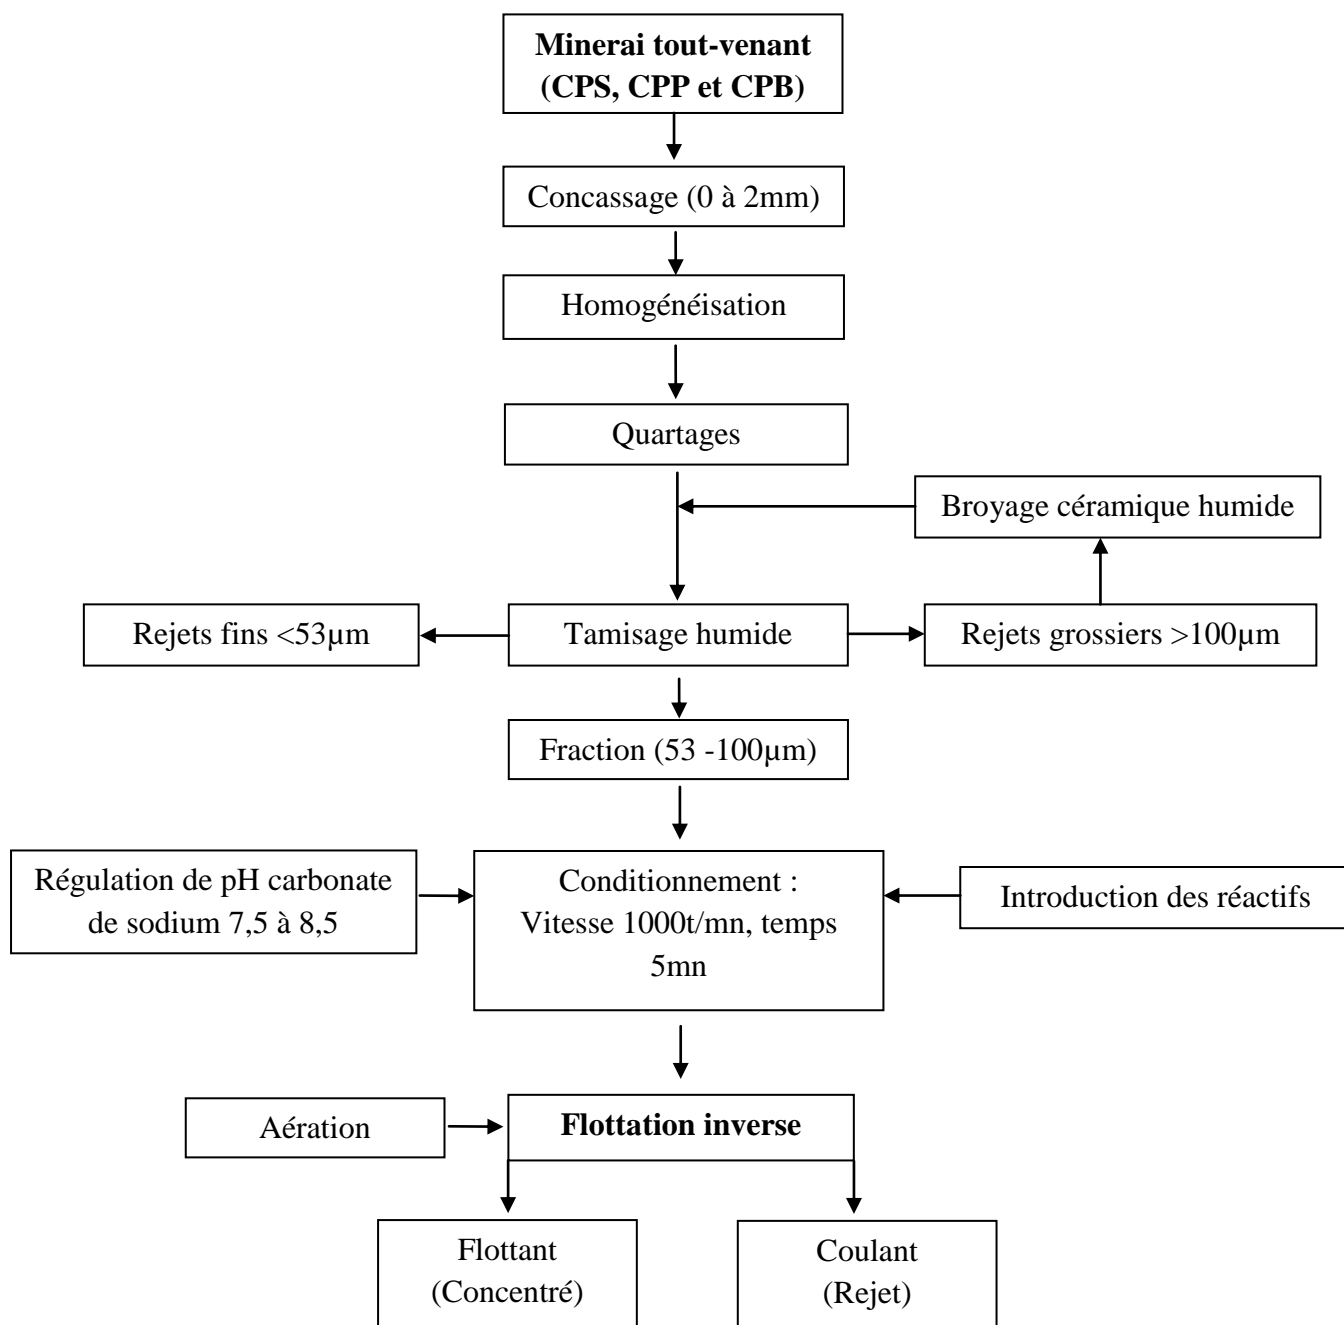 Minerai tout-venant
(CPS, CPP et CPB)
Concassage (0 à 2mm)
Homogénéisation
Quartages
Broyage céramique humide
Rejets fins <53µm
Tamisage humide
Rejets grossiers >100µm
Fraction (53 -100µm)
Régulation de pH carbonate
de sodium 7,5 à 8,5
Conditionnement :
Vitesse 1000t/mn, temps
5mn
Introduction des réactifs
Aération
Flottation inverse
Flottant
(Concentré)
Coulant
(Rejet)